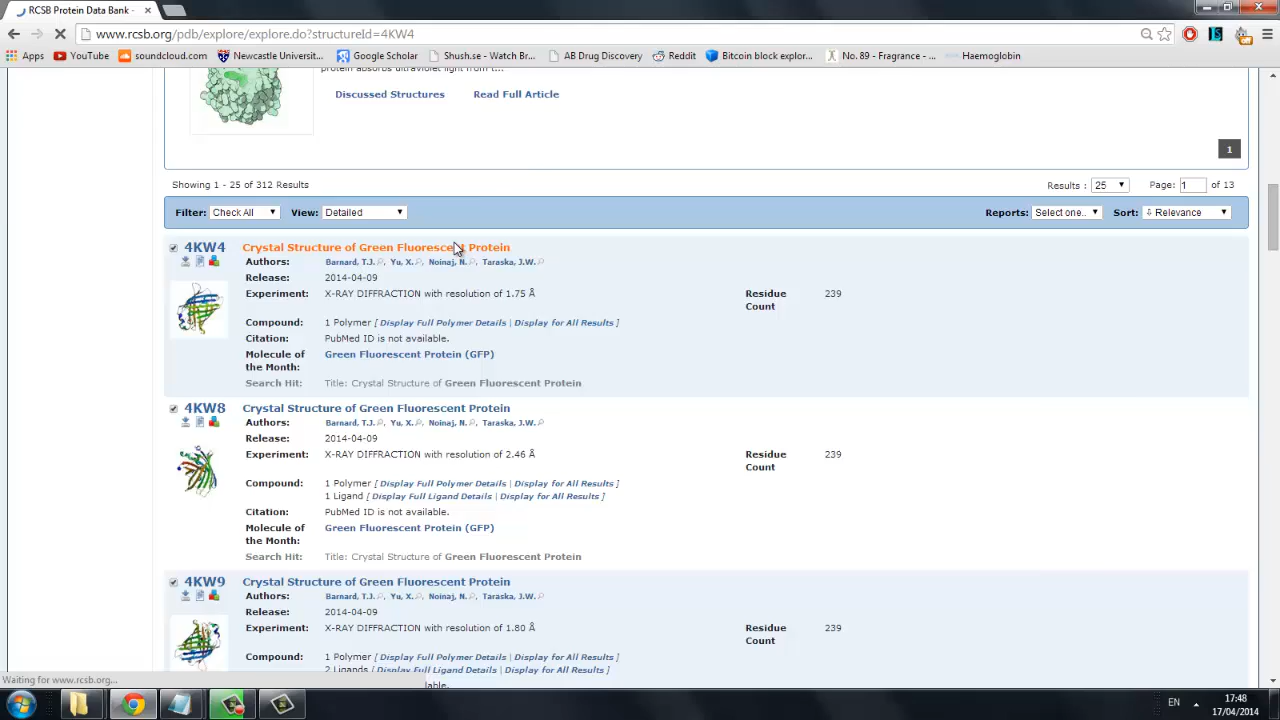 RCSB Protein Data Bank -
www.rcsb.org/pdb/explore/explore.do?structureId=4KW4
Apps YouTube soundcloud.com Newcastle Universit Google Scholar Shush.se - Watch Br... AB Drug Discovery Reddit Bitcoin block explor... No. 89 - Fragrance - ... Haemoglobin
protein absorbs ultraviolet light from t...
Discussed Structures Read Full Article
1
Showing 1 - 25 of 312 Results Results : 25 Page: 1 of 13
Filter: Check All View: Detailed Reports: Select one.. Sort: Relevance
4KW4 Crystal Structure of Green Fluorescent Protein
Authors: Barnard, T.J. , Yu, X. , Noinaj, N. , Taraska, J.W.
Release: 2014-04-09
Experiment: X-RAY DIFFRACTION with resolution of 1.75 Å Residue Count 239
Compound: 1 Polymer [ Display Full Polymer Details | Display for All Results ]
Citation: PubMed ID is not available.
Molecule of the Month: Green Fluorescent Protein (GFP)
Search Hit: Title: Crystal Structure of Green Fluorescent Protein
4KW8 Crystal Structure of Green Fluorescent Protein
Authors: Barnard, T.J. , Yu, X. , Noinaj, N. , Taraska, J.W.
Release: 2014-04-09
Experiment: X-RAY DIFFRACTION with resolution of 2.46 Å Residue Count 239
Compound: 1 Polymer [ Display Full Polymer Details | Display for All Results ]
1 Ligand [ Display Full Ligand Details | Display for All Results ]
Citation: PubMed ID is not available.
Molecule of the Month: Green Fluorescent Protein (GFP)
Search Hit: Title: Crystal Structure of Green Fluorescent Protein
4KW9 Crystal Structure of Green Fluorescent Protein
Authors: Barnard, T.J. , Yu, X. , Noinaj, N. , Taraska, J.W.
Release: 2014-04-09
Experiment: X-RAY DIFFRACTION with resolution of 1.80 Å Residue Count 239
Compound: 1 Polymer [ Display Full Polymer Details | Display for All Results ]
2 Ligands [ Display Full Ligand Details | Display for All Results ]
Waiting for www.rcsb.org...
EN 17:48
17/04/2014